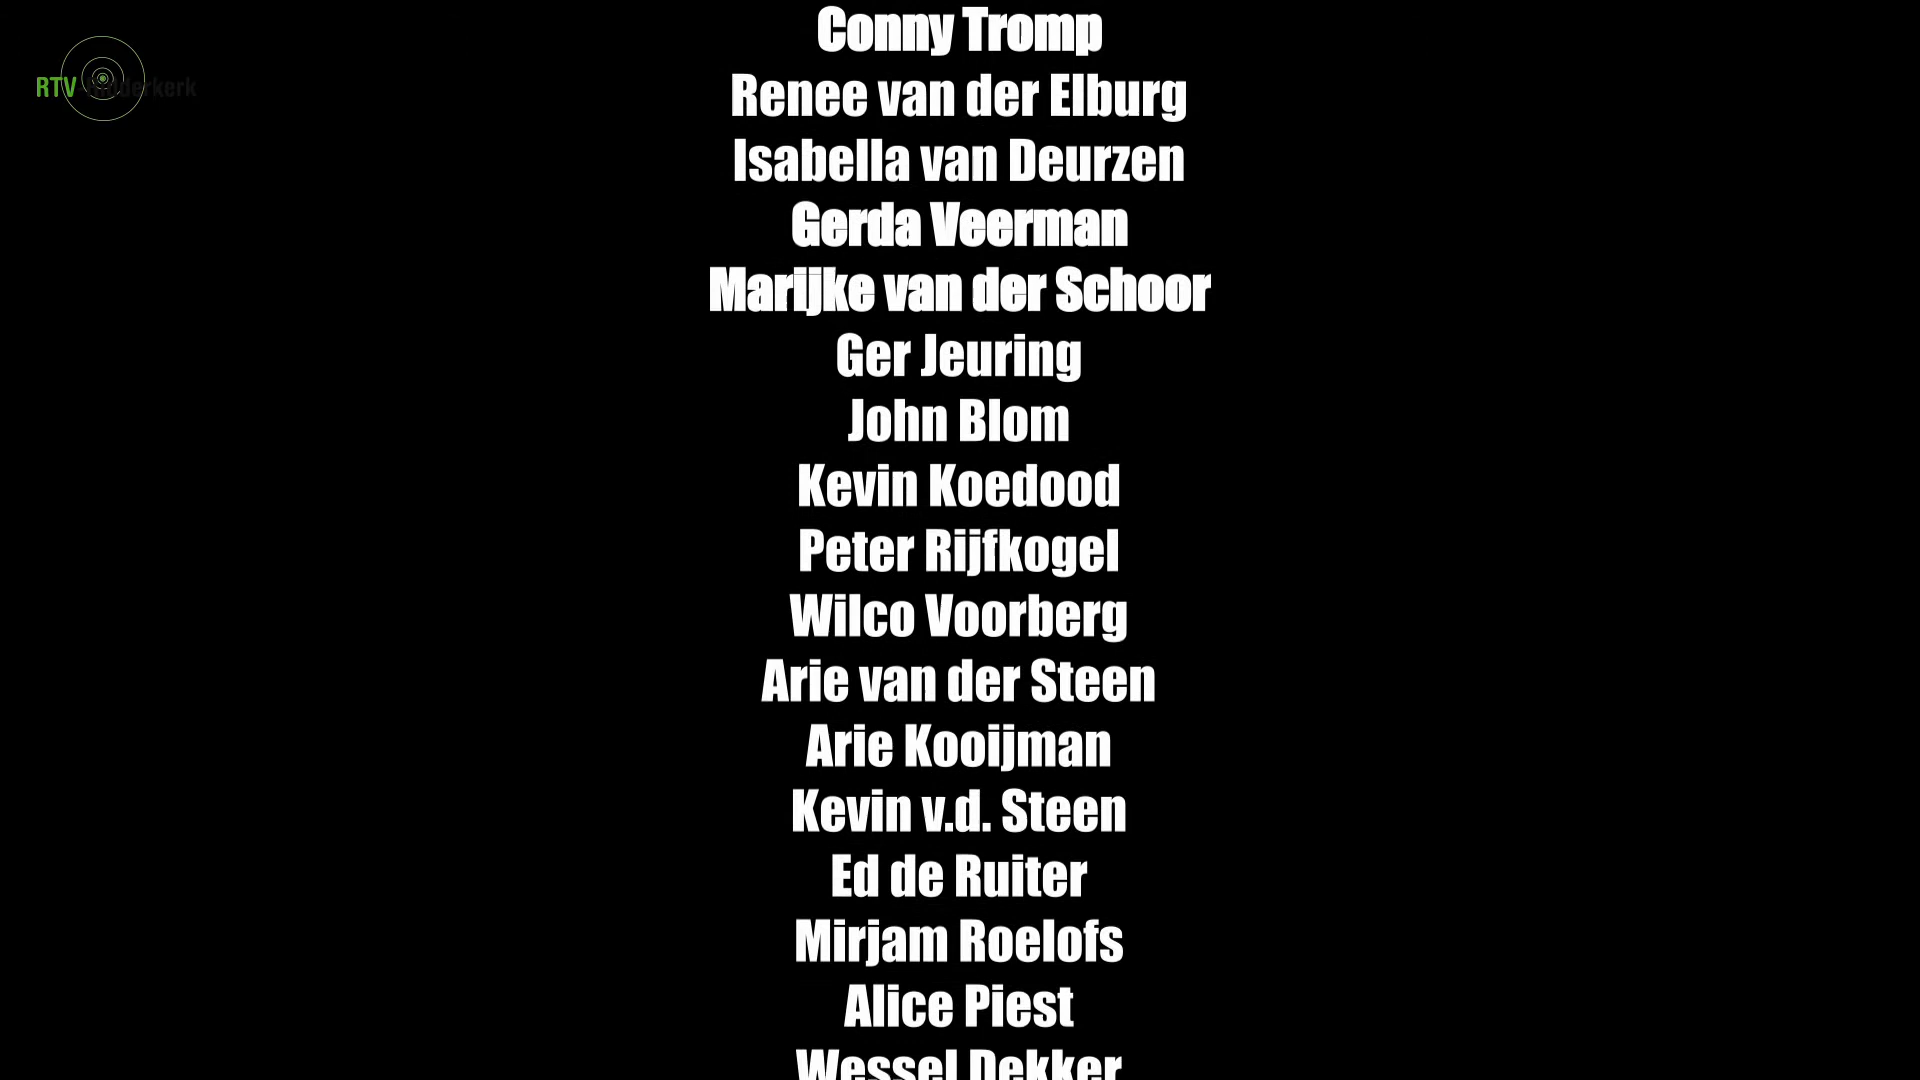 Conny Tromp
RTV Ridderkerk
Renee van der Elburg
Isabella van Deurzen
Gerda Veerman
Marijke van der Schoor
Ger Jeuring
John Blom
Kevin Koedood
Peter Rijfkogel
Wilco Voorberg
Arie van der Steen
Arie Kooijman
Kevin v.d. Steen
Ed de Ruiter
Mirjam Roelofs
Alice Piest
Wessel Dekker